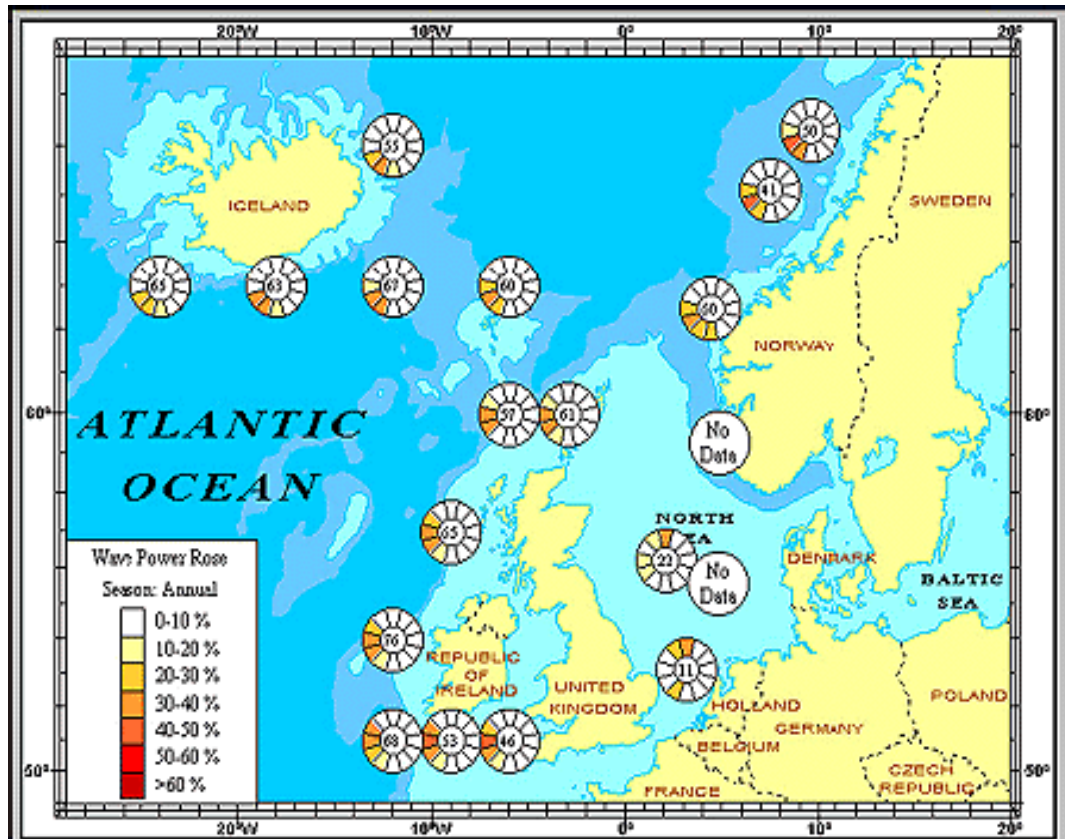 20°W 10°W 0° 10° 20°
50
55
41
ICELAND
SWEDEN
65 63 67 60
60
NORWAY
60° 57 61 60°
No
Data
ATLANTIC
OCEAN
65
NORTH
EA
22
No
Data
DENMARK
BALTIC
SEA
Wave Power Rose
Season: Annual
0-10 %
10-20 %
20-30 %
30-40 %
40-50 %
50-60 %
>60 %
76
REPUBLIC
OF
IRELAND
UNITED
KINGDOM
11
HOLLAND
GERMANY
POLAND
BELGIUM
68 53 46
50° 50°
CZECH
REPUBLIC
FRANCE
20°W 10°W 0° 10° 20°